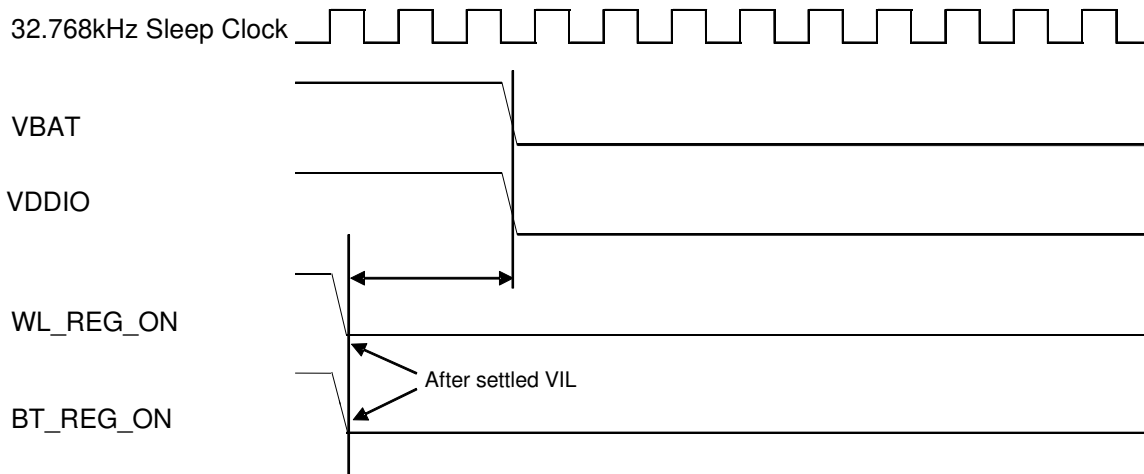 32.768kHz Sleep Clock
VBAT
VDDIO
WL_REG_ON
After settled VIL
BT_REG_ON